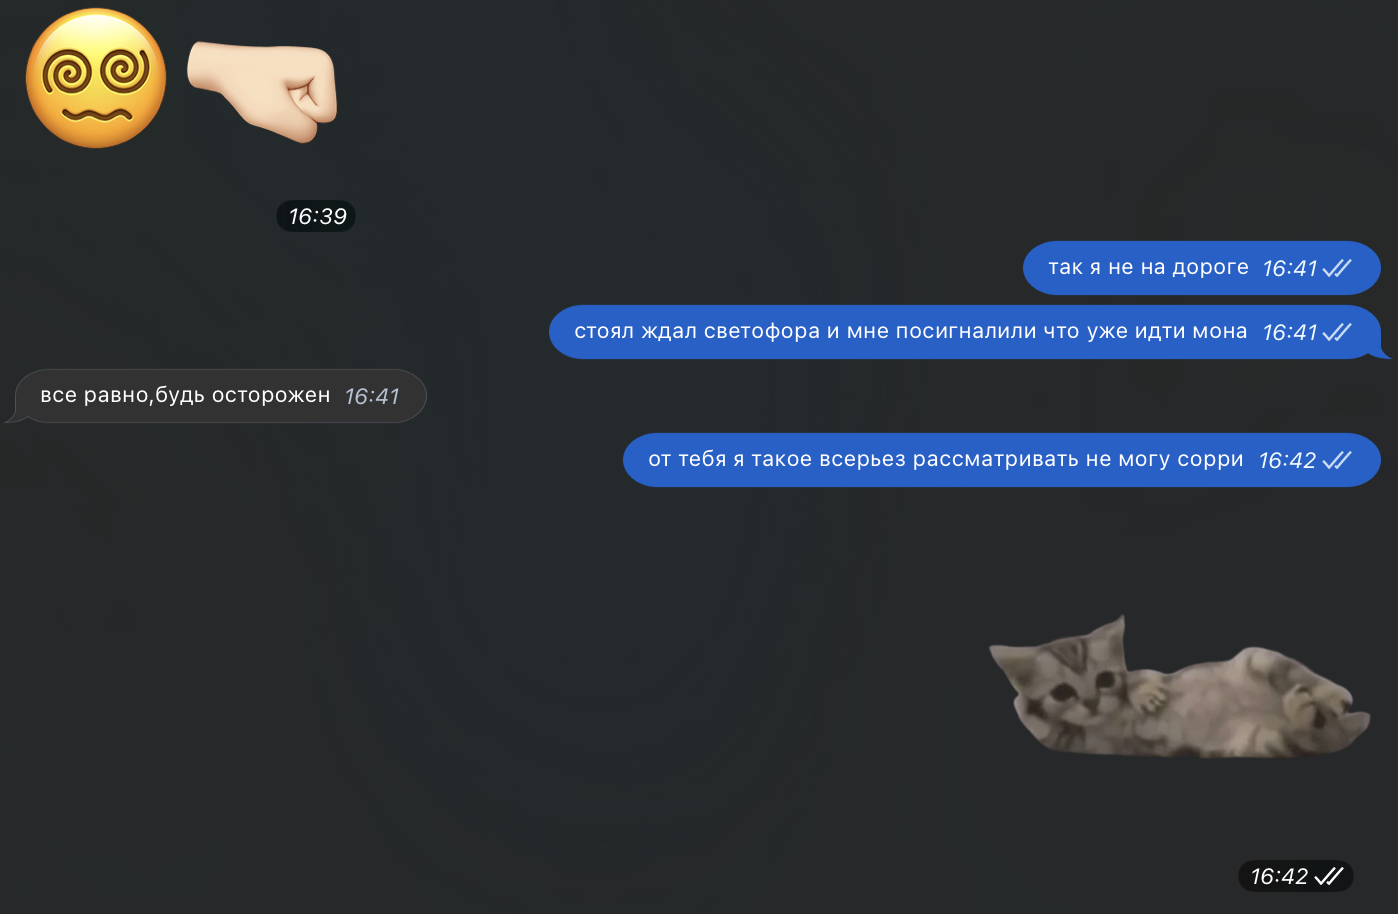 16:39
так я не на дороге 16:41
стоял ждал светофора и мне посигналили что уже идти мона 16:41
все равно,будь осторожен 16:41
от тебя я такое всерьез рассматривать не могу сорри 16:42
16:42